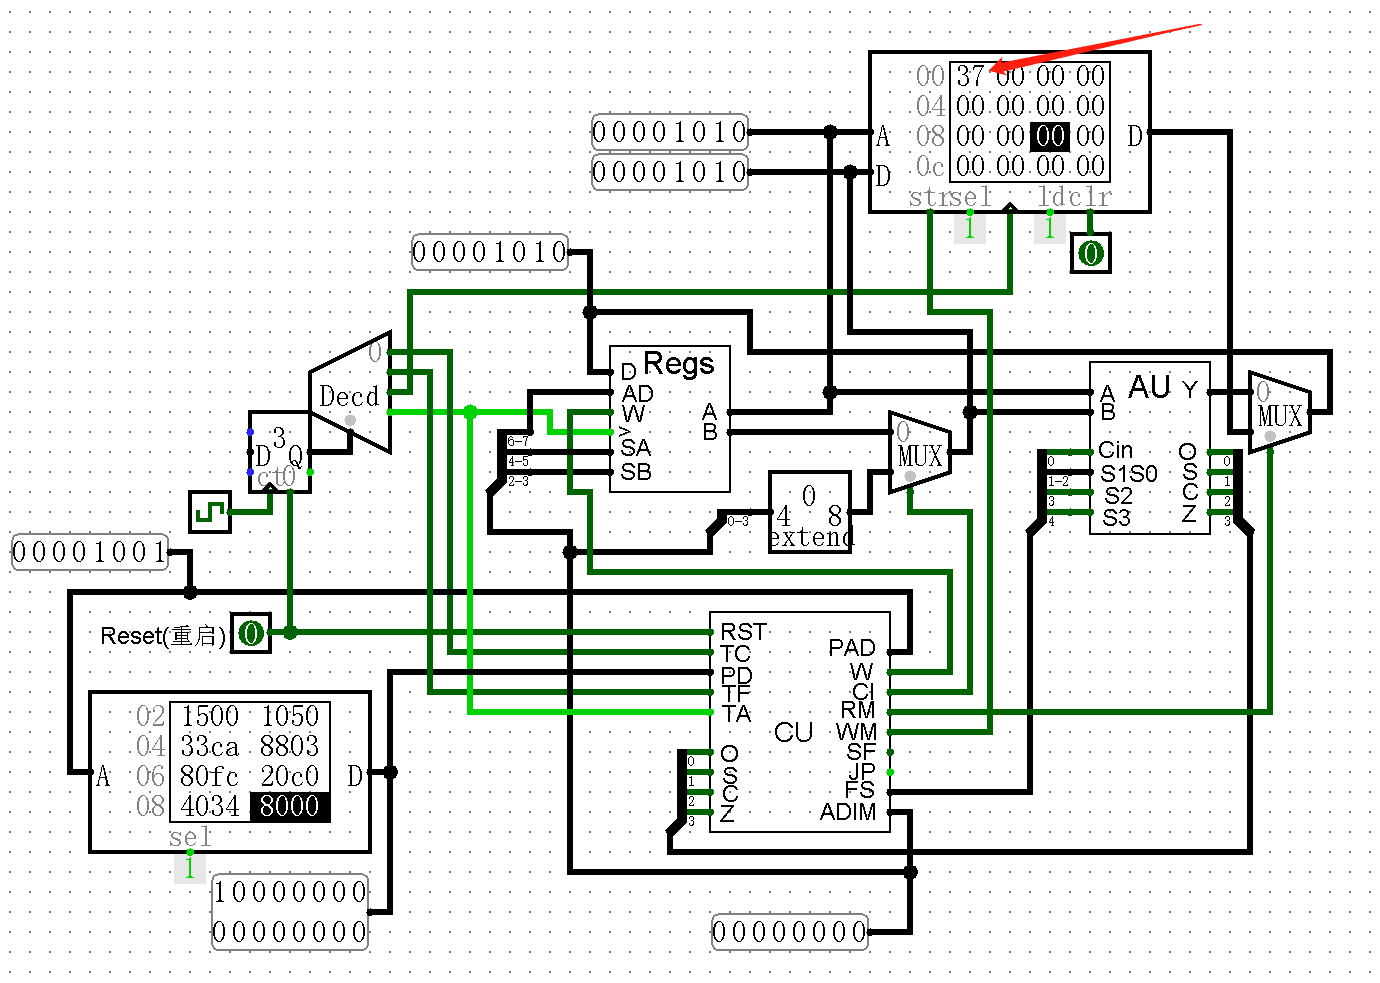 00 37 00 00 00
04 00 00 00 00
08 00 00 00 00
0c 00 00 00 00
A
D
D
str sel ld clr
1
1
0
00001010
00001010
00001010
0
Decd
3
D Q
ct0
Regs
D
AD
W
>
SA
SB
A
B
6-7
4-5
2-3
0
MUX
0
4 8
extend
0-3
AU
A
B
Cin
S1S0
S2
S3
Y
O
S
C
Z
0
1-2
3
4
0
1
2
3
0
MUX
00001001
Reset(重启)
0
CU
RST
TC
PD
TF
TA
O
S
C
Z
PAD
W
CI
RM
WM
SF
JP
FS
ADIM
0
1
2
3
02 1500 1050
04 33ca 8803
06 80fc 20c0
08 4034 8000
A
D
sel
1
10000000
00000000
00000000